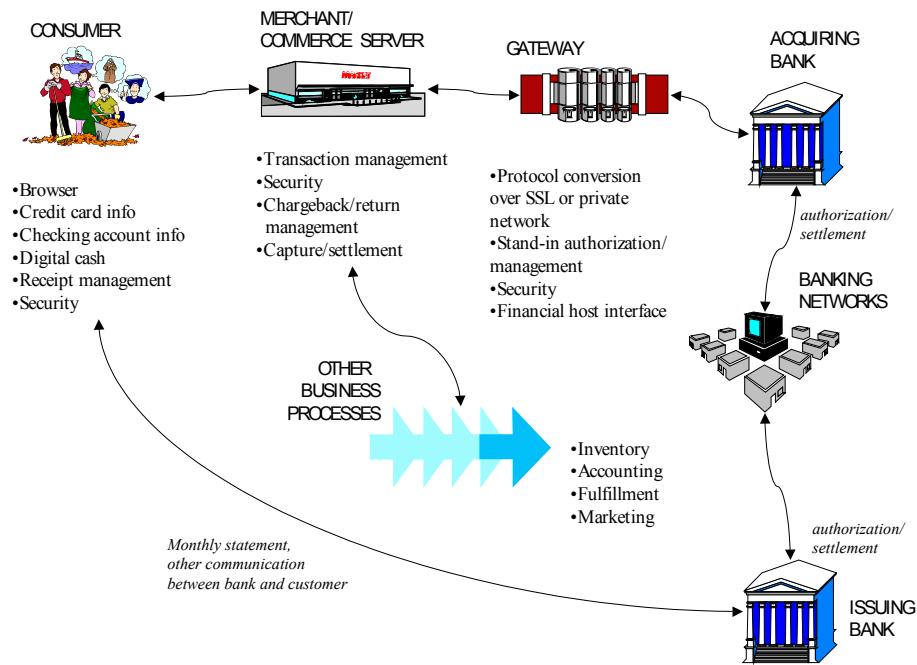 CONSUMER
MERCHANT/
COMMERCE SERVER
GATEWAY
ACQUIRING
BANK
•Browser
•Credit card info
•Checking account info
•Digital cash
•Receipt management
•Security
•Transaction management
•Security
•Chargeback/return
management
•Capture/settlement
•Protocol conversion
over SSL or private
network
•Stand-in authorization/
management
•Security
•Financial host interface
authorization/
settlement
BANKING
NETWORKS
OTHER
BUSINESS
PROCESSES
•Inventory
•Accounting
•Fulfillment
•Marketing
Monthly statement,
other communication
between bank and customer
authorization/
settlement
ISSUING
BANK